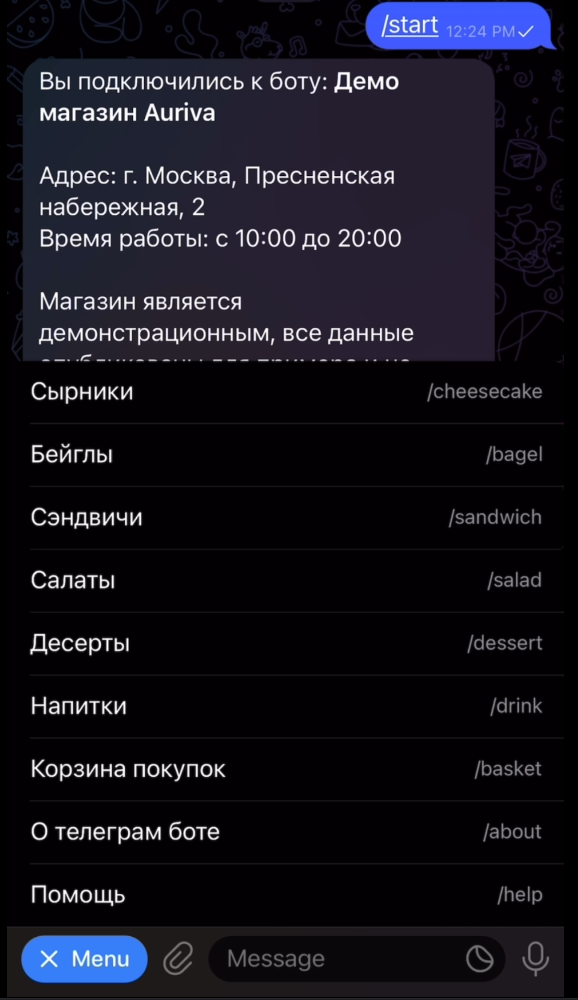 /start 12:24 PM
Вы подключились к боту: Демо
магазин Auriva
Адрес: г. Москва, Пресненская
набережная, 2
Время работы: с 10:00 до 20:00
Магазин является
демонстрационным, все данные
Сырники /cheesecake
Бейглы /bagel
Сэндвичи /sandwich
Салаты /salad
Десерты /dessert
Напитки /drink
Корзина покупок /basket
О телеграм боте /about
Помощь /help
Menu Message